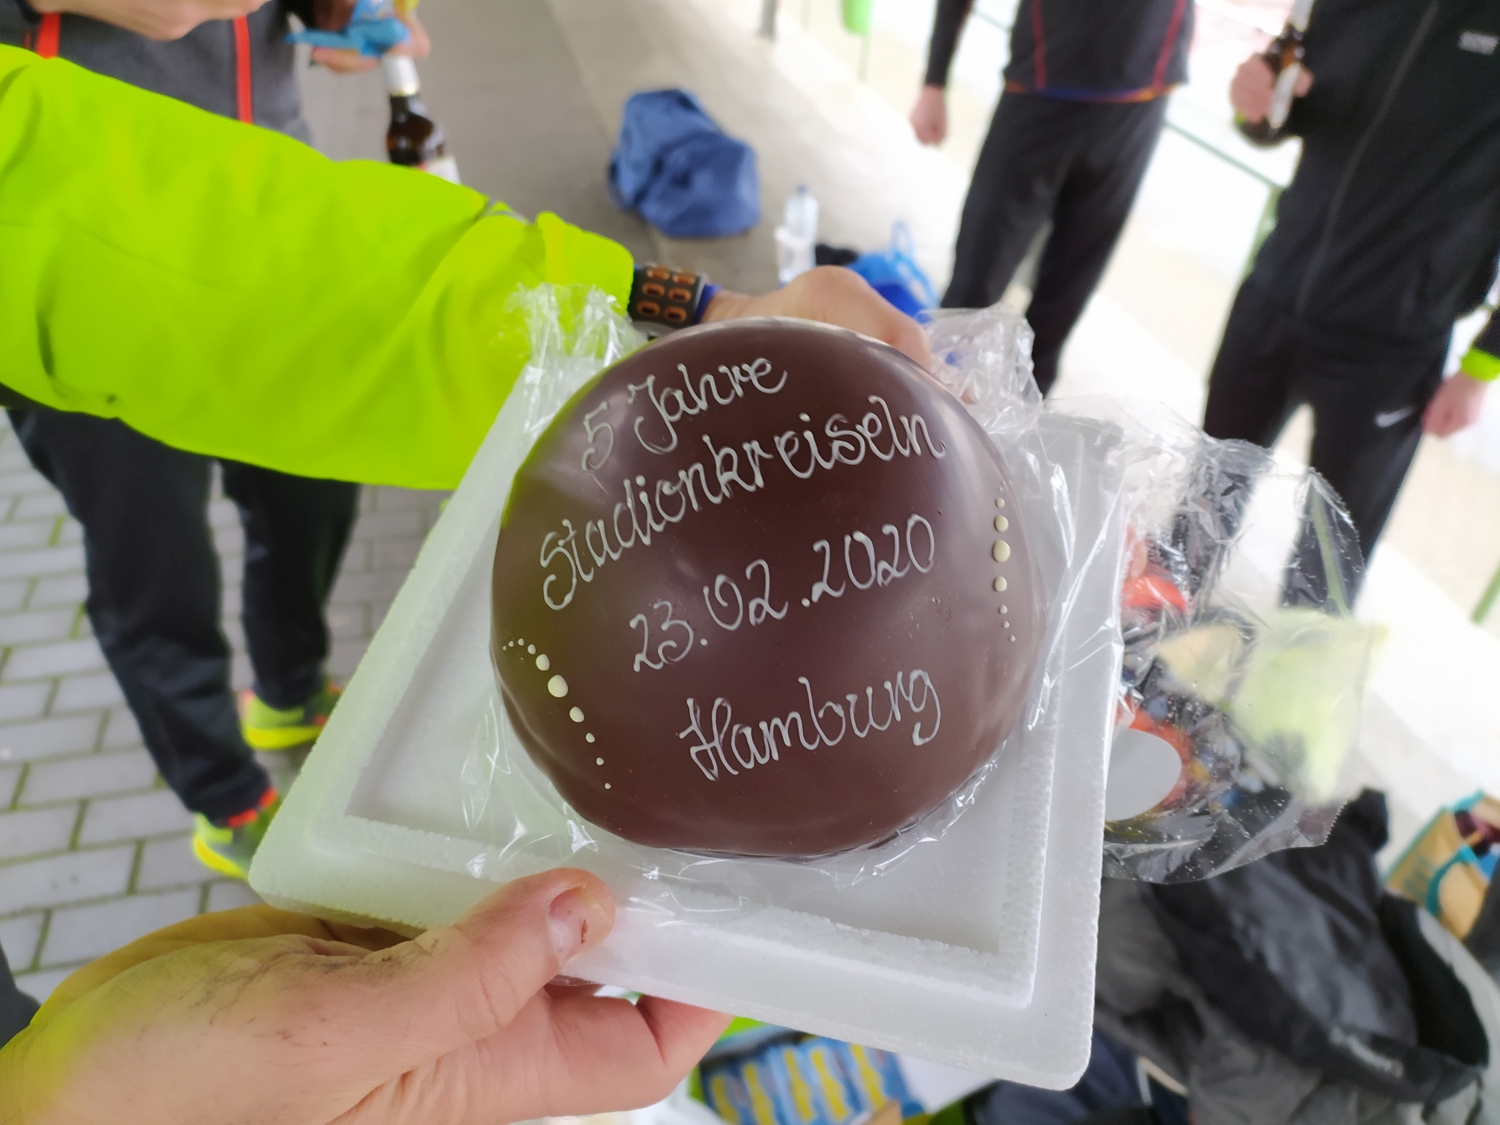 5 Jahre
Stadionkreiseln
23.02.2020
Hamburg